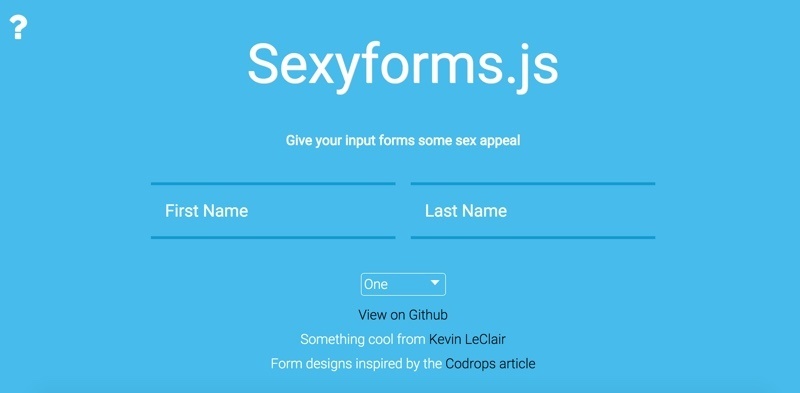 ?
Sexyforms.js
Give your input forms some sex appeal
First Name
Last Name
One
View on Github
Something cool from Kevin LeClair
Form designs inspired by the Codrops article